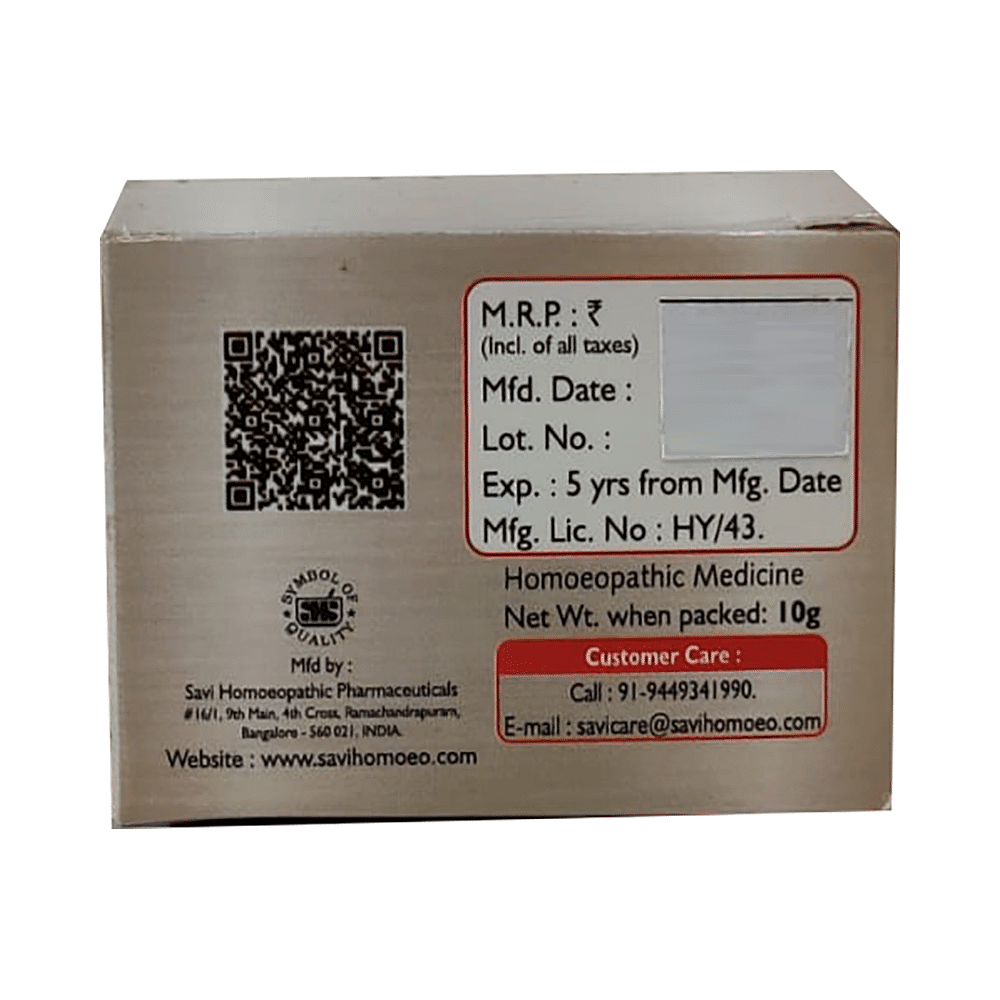 M.R.P. : ₹
(Incl. of all taxes)
Mfd. Date :
Lot. No. :
Exp. : 5 yrs from Mfg. Date
Mfg. Lic. No : HY/43.
Homoeopathic Medicine
Net Wt. when packed: 10g
Customer Care :
Call : 91-9449341990.
E-mail : savicare@savihomoeo.com
SYMBOL OF
QUALITY
Mfd by :
Savi Homoeopathic Pharmaceuticals
#16/1, 9th Main, 4th Cross, Ramachandrapuram,
Bangalore - 560 021, INDIA.
Website : www.savihomoeo.com